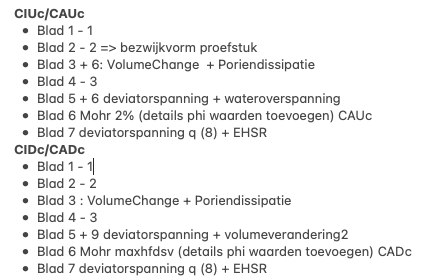 CIUc/CAUc
• Blad 1 - 1
• Blad 2 - 2 => bezwijkvorm proefstuk
• Blad 3 + 6: VolumeChange + Poriendissipatie
• Blad 4 - 3
• Blad 5 + 6 deviatorspanning + wateroverspanning
• Blad 6 Mohr 2% (details phi waarden toevoegen) CAUc
• Blad 7 deviatorspanning q (8) + EHSR
CIDc/CADc
• Blad 1 - 1
• Blad 2 - 2
• Blad 3 : VolumeChange + Poriendissipatie
• Blad 4 - 3
• Blad 5 + 9 deviatorspanning + volumeverandering2
• Blad 6 Mohr maxhfdsv (details phi waarden toevoegen) CADc
• Blad 7 deviatorspanning q (8) + EHSR